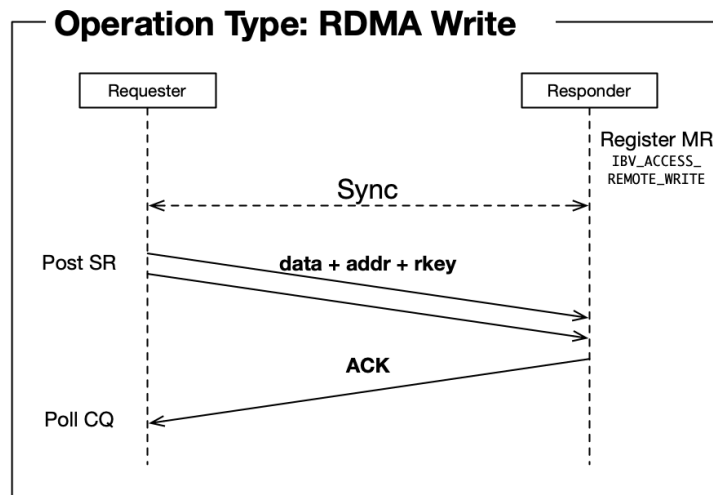 Operation Type: RDMA Write
Requester
Responder
Register MR
IBV_ACCESS_
REMOTE_WRITE
Sync
Post SR
data + addr + rkey
ACK
Poll CQ